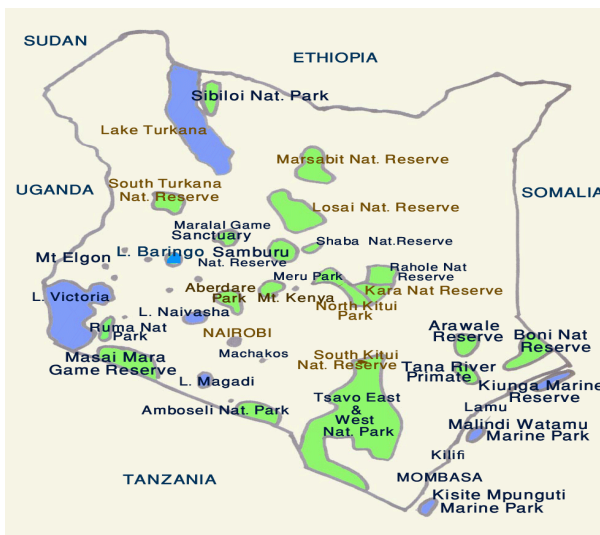 SUDAN
ETHIOPIA
Sibiloi Nat. Park
Lake Turkana
Marsabit Nat. Reserve
UGANDA
South Turkana
Nat. Reserve
SOMALIA
Losai Nat. Reserve
Maralal Game
Sanctuary
Shaba Nat.Reserve
Mt Elgon
L. Baringo
Samburu
Nat. Reserve
Meru Park
Rahole Nat
Reserve
L. Victoria
Aberdare
Park
Mt. Kenya
Kara Nat Reserve
North Kitui
Park
L. Naivasha
Ruma Nat
Park
NAIROBI
Arawale
Reserve
Boni Nat
Reserve
Machakos
Masai Mara
Game Reserve
South Kitui
Nat. Reserve
Tana River
Primate
L. Magadi
Kiunga Marine
Reserve
Tsavo East
&
West
Nat. Park
Lamu
Amboseli Nat. Park
Malindi Watamu
Marine Park
Kilifi
TANZANIA
MOMBASA
Kisite Mpunguti
Marine Park